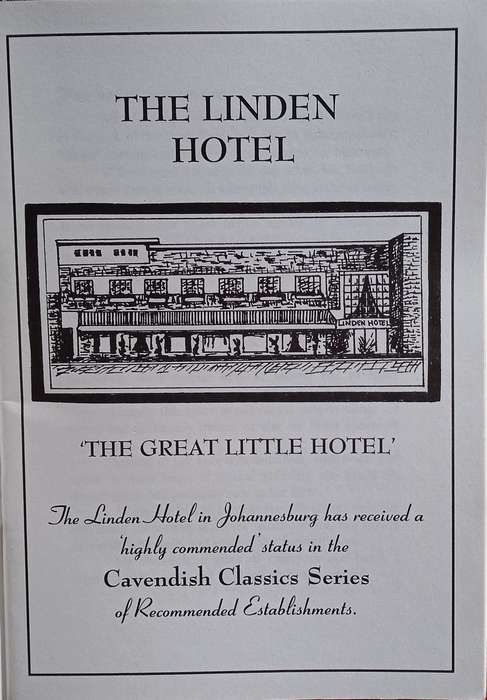 THE LINDEN
HOTEL
LINDEN HOTEL
'THE GREAT LITTLE HOTEL'
The Linden Hotel in Johannesburg has received a
'highly commended' status in the
Cavendish Classics Series
of Recommended Establishments.